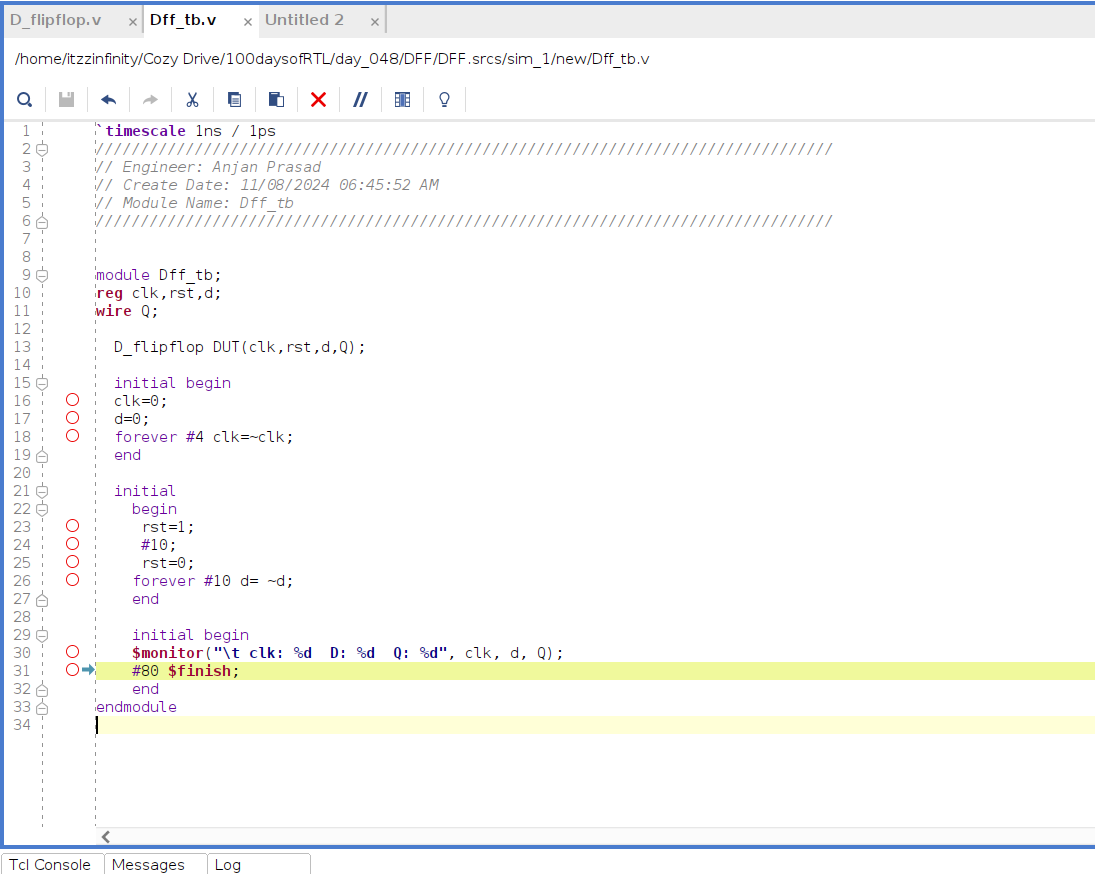 D_flipflop.v × Dff_tb.v × Untitled 2 ×
/home/itzzinfinity/Cozy Drive/100daysofRTL/day_048/DFF/DFF.srcs/sim_1/new/Dff_tb.v
1 `timescale 1ns / 1ps
2 //////////////////////////////////////////////////////////////////////////////////
3 // Engineer: Anjan Prasad
4 // Create Date: 11/08/2024 06:45:52 AM
5 // Module Name: Dff_tb
6 //////////////////////////////////////////////////////////////////////////////////
7
8
9 module Dff_tb;
10 reg clk,rst,d;
11 wire Q;
12
13 D_flipflop DUT(clk,rst,d,Q);
14
15 initial begin
16 clk=0;
17 d=0;
18 forever #4 clk=~clk;
19 end
20
21 initial
22 begin
23 rst=1;
24 #10;
25 rst=0;
26 forever #10 d= ~d;
27 end
28
29 initial begin
30 $monitor("\t clk: %d  D: %d  Q: %d", clk, d, Q);
31 #80 $finish;
32 end
33 endmodule
34
Tcl Console Messages Log